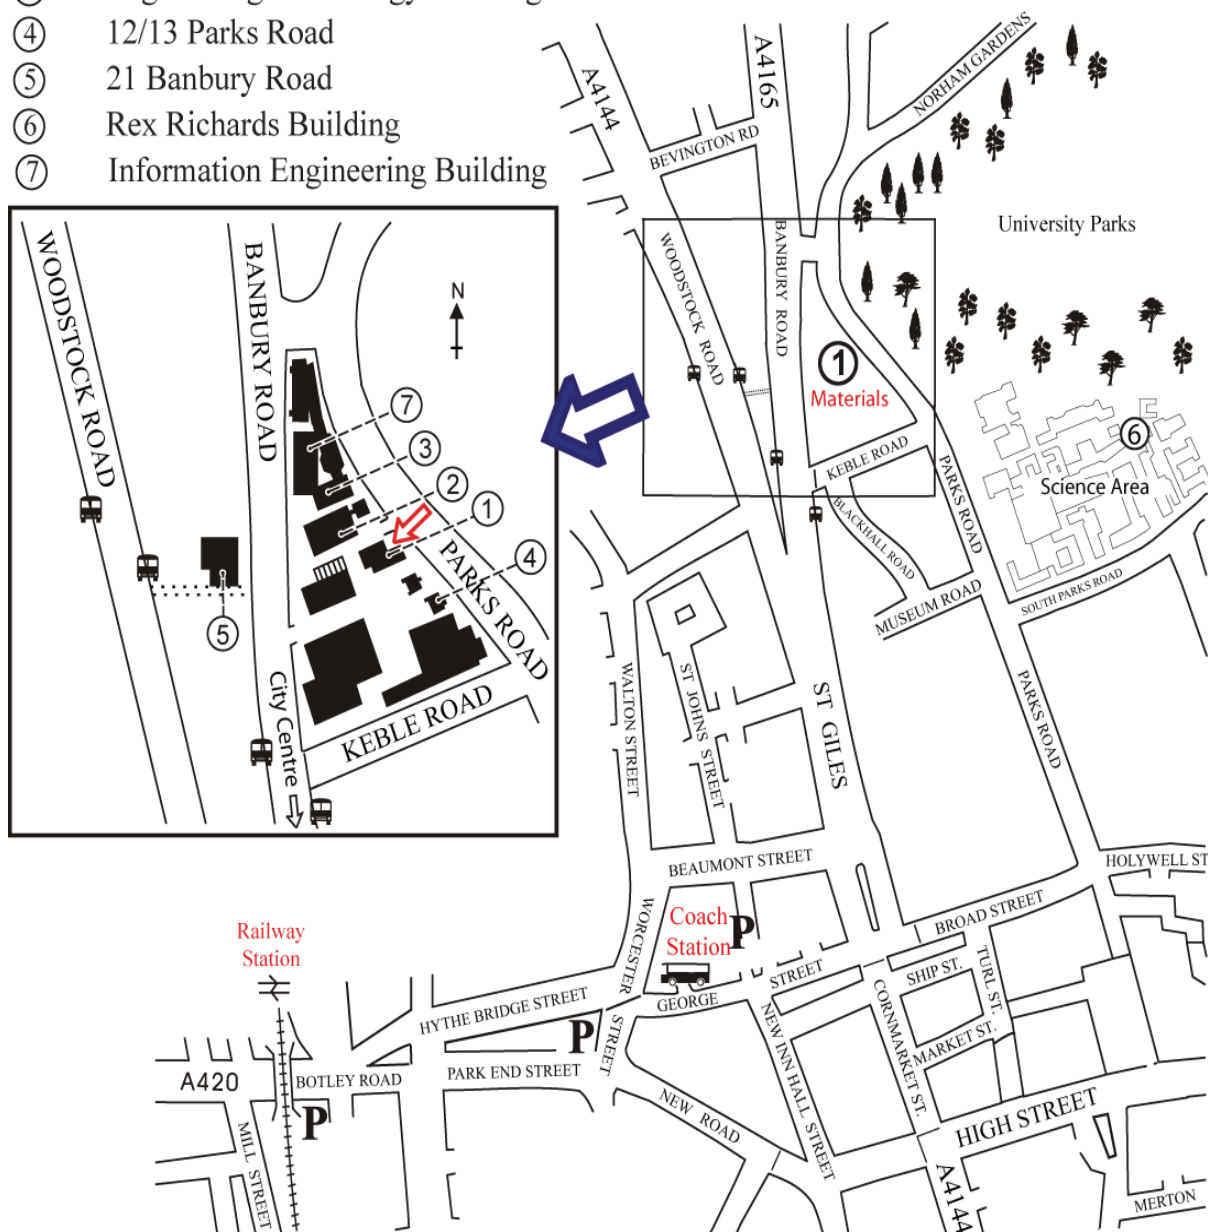 ④ 12/13 Parks Road
⑤ 21 Banbury Road
⑥ Rex Richards Building
⑦ Information Engineering Building
WOODSTOCK ROAD
BANBURY ROAD
N
7
3
2
1
4
5
PARKS ROAD
KEBLE ROAD
City Centre
A4144
A4165
NORHAM GARDENS
BEVINGTON RD
University Parks
WOODSTOCK ROAD
BANBURY ROAD
1
Materials
6
Science Area
KEBLE ROAD
PARKS ROAD
BLACKHALL ROAD
MUSEUM ROAD
SOUTH PARKS ROAD
WALTON STREET
ST JOHNS STREET
ST GILES
PARKS ROAD
BEAUMONT STREET
HOLYWELL ST
WORCESTER
STREET
Coach
Station
P
BROAD STREET
Railway
Station
HYTHE BRIDGE STREET
GEORGE
STREET
SHIP ST.
TURL ST.
CORNMARKET ST.
MARKET ST.
NEW INN HALL STREET
P
A420
BOTLEY ROAD
PARK END STREET
P
NEW ROAD
HIGH STREET
MILL STREET
A4144
MERTON